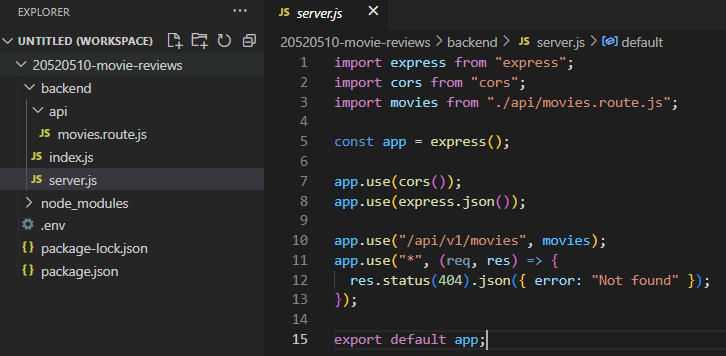 EXPLORER
UNTITLED (WORKSPACE)
20520510-movie-reviews
backend
api
JS movies.route.js
JS index.js
JS server.js
node_modules
.env
{} package-lock.json
{} package.json
JS server.js
20520510-movie-reviews > backend > JS server.js > default
1 import express from "express";
2 import cors from "cors";
3 import movies from "./api/movies.route.js";
4
5 const app = express();
6
7 app.use(cors());
8 app.use(express.json());
9
10 app.use("/api/v1/movies", movies);
11 app.use("*", (req, res) => {
12 res.status(404).json({ error: "Not found" });
13 });
14
15 export default app;